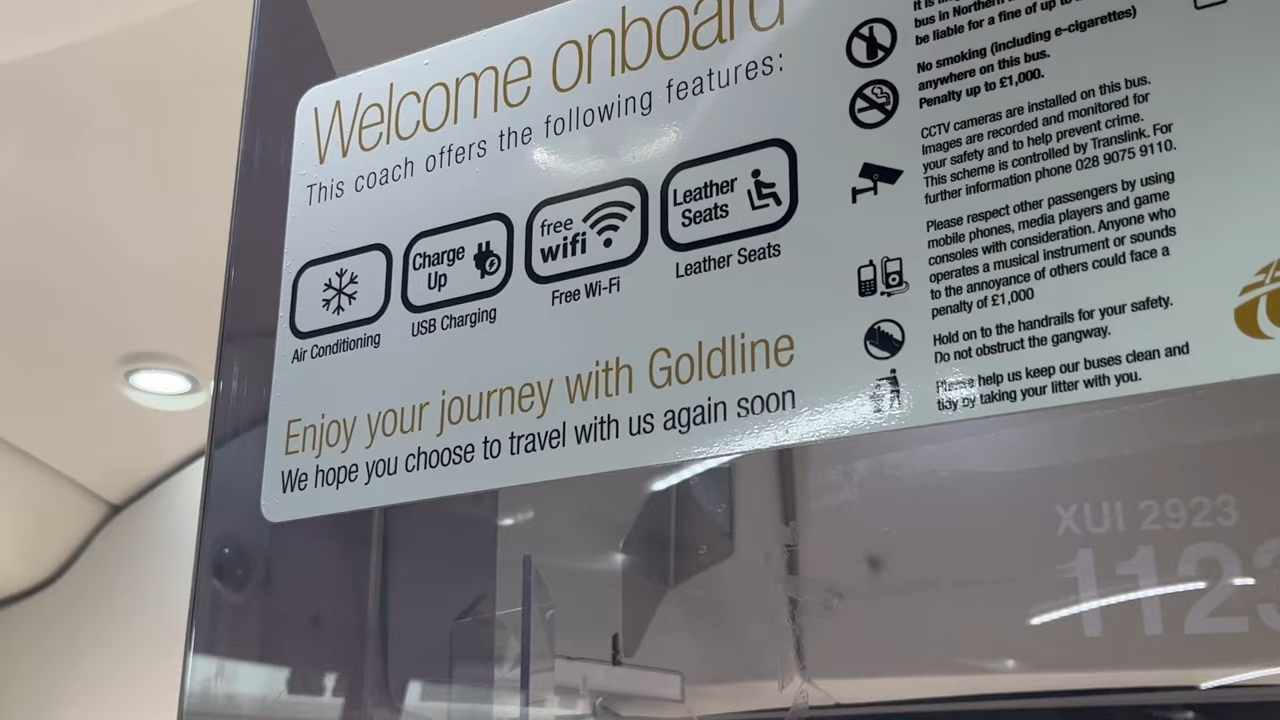 Welcome onboard
This coach offers the following features:
Charge
Up
free
wifi
Leather
Seats
Air Conditioning
USB Charging
Free Wi-Fi
Leather Seats
Enjoy your journey with Goldline
We hope you choose to travel with us again soon
It is
bus in Northern
be liable for a fine of up to
No smoking (including e-cigarettes)
anywhere on this bus.
Penalty up to £1,000.
CCTV cameras are installed on this bus.
Images are recorded and monitored for
your safety and to help prevent crime.
This scheme is controlled by Translink. For
further information phone 028 9075 9110.
Please respect other passengers by using
mobile phones, media players and game
consoles with consideration. Anyone who
operates a musical instrument or sounds
to the annoyance of others could face a
penalty of £1,000
Hold on to the handrails for your safety.
Do not obstruct the gangway.
Please help us keep our buses clean and
tidy by taking your litter with you.
XUI 2923
1123